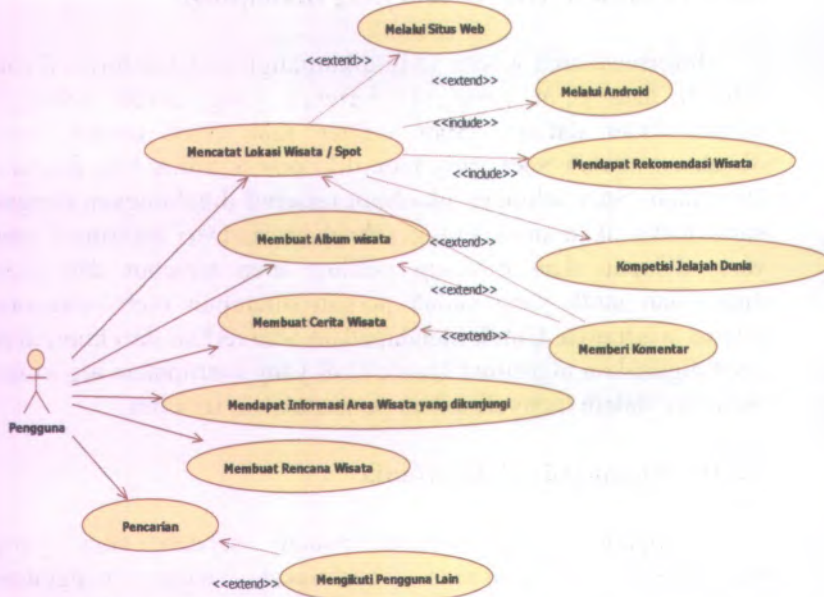 Melalui Situs Web
<<extend>>
<<extend>>
Melalui Android
<<include>>
Mencatat Lokasi Wisata / Spot
Mendapat Rekomendasi Wisata
<<include>>
Membuat Album wisata
<<extend>>
Kompetisi Jelajah Dunia
<<extend>>
Membuat Cerita Wisata
<<extend>>
Memberi Komentar
Mendapat Informasi Area Wisata yang dikunjungi
Pengguna
Membuat Rencana Wisata
Pencarian
<<extend>>
Mengikuti Pengguna Lain